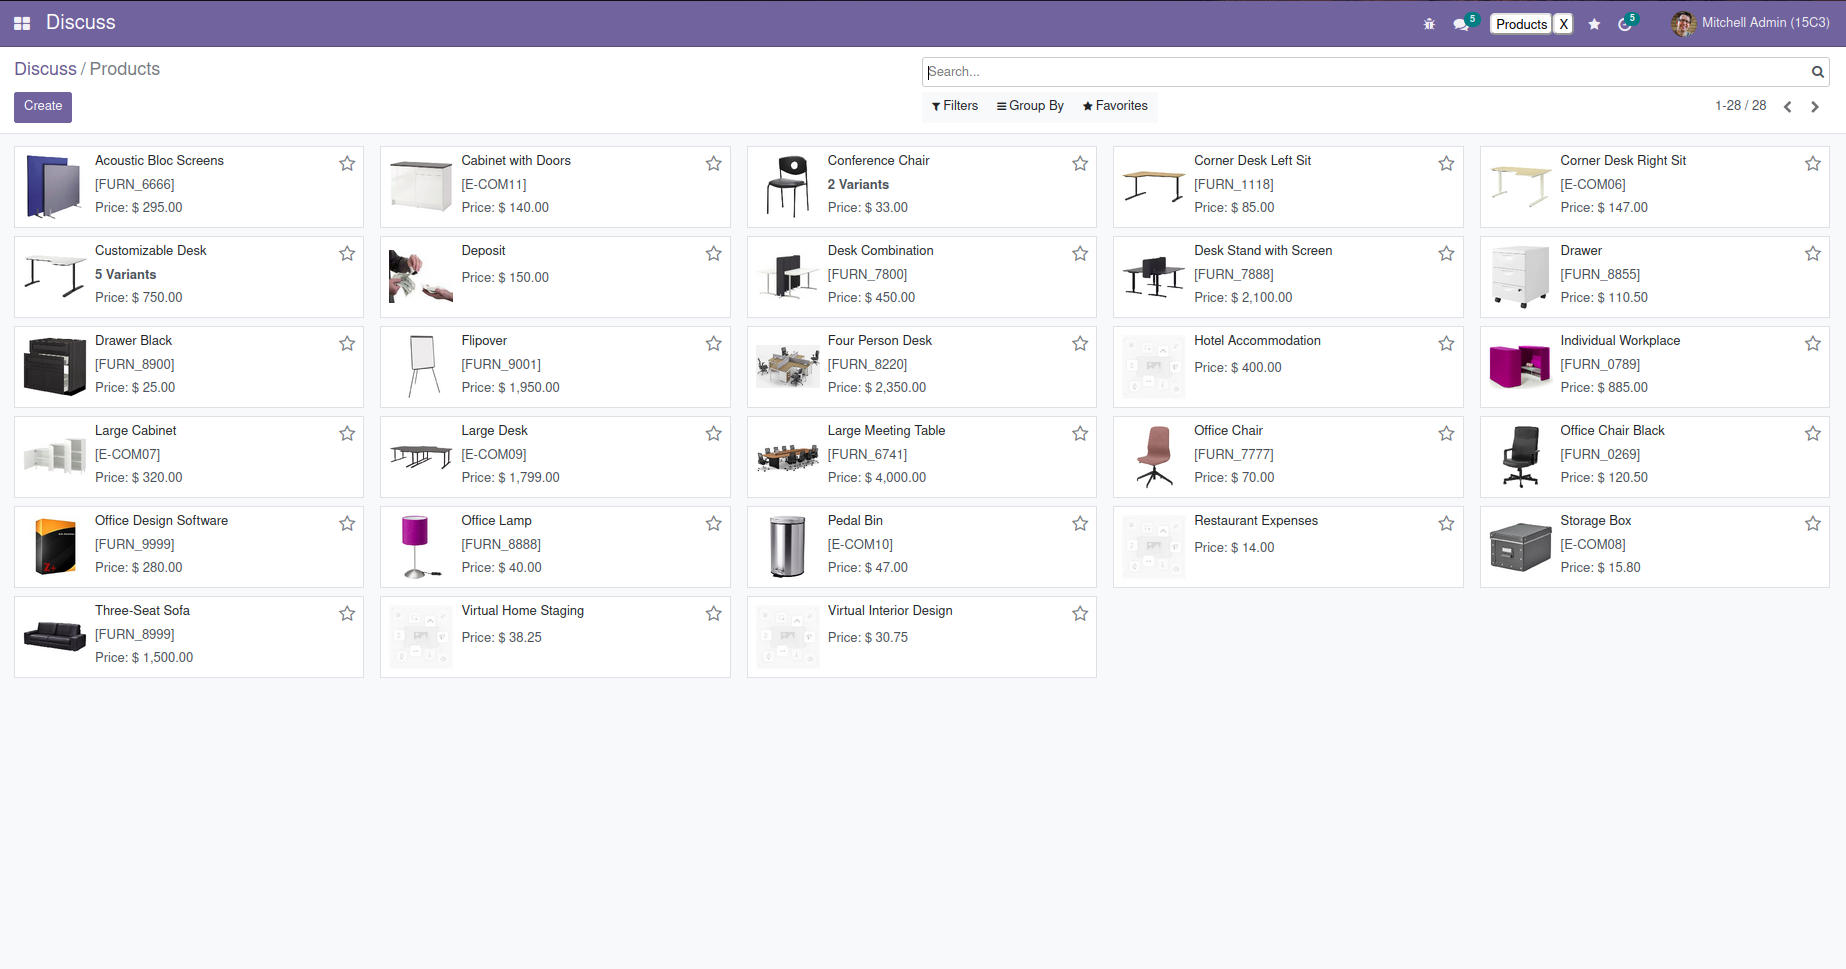 Discuss
5
Products X
5
Mitchell Admin (15C3)
Discuss / Products
Search...
Create
Filters
Group By
Favorites
1-28 / 28
Acoustic Bloc Screens
[FURN_6666]
Price: $ 295.00
Cabinet with Doors
[E-COM11]
Price: $ 140.00
Conference Chair
2 Variants
Price: $ 33.00
Corner Desk Left Sit
[FURN_1118]
Price: $ 85.00
Corner Desk Right Sit
[E-COM06]
Price: $ 147.00
Customizable Desk
5 Variants
Price: $ 750.00
Deposit
Price: $ 150.00
Desk Combination
[FURN_7800]
Price: $ 450.00
Desk Stand with Screen
[FURN_7888]
Price: $ 2,100.00
Drawer
[FURN_8855]
Price: $ 110.50
Drawer Black
[FURN_8900]
Price: $ 25.00
Flipover
[FURN_9001]
Price: $ 1,950.00
Four Person Desk
[FURN_8220]
Price: $ 2,350.00
Hotel Accommodation
Price: $ 400.00
Individual Workplace
[FURN_0789]
Price: $ 885.00
Large Cabinet
[E-COM07]
Price: $ 320.00
Large Desk
[E-COM09]
Price: $ 1,799.00
Large Meeting Table
[FURN_6741]
Price: $ 4,000.00
Office Chair
[FURN_7777]
Price: $ 70.00
Office Chair Black
[FURN_0269]
Price: $ 120.50
Office Design Software
[FURN_9999]
Price: $ 280.00
Z+
Office Lamp
[FURN_8888]
Price: $ 40.00
Pedal Bin
[E-COM10]
Price: $ 47.00
Restaurant Expenses
Price: $ 14.00
Storage Box
[E-COM08]
Price: $ 15.80
Three-Seat Sofa
[FURN_8999]
Price: $ 1,500.00
Virtual Home Staging
Price: $ 38.25
Virtual Interior Design
Price: $ 30.75